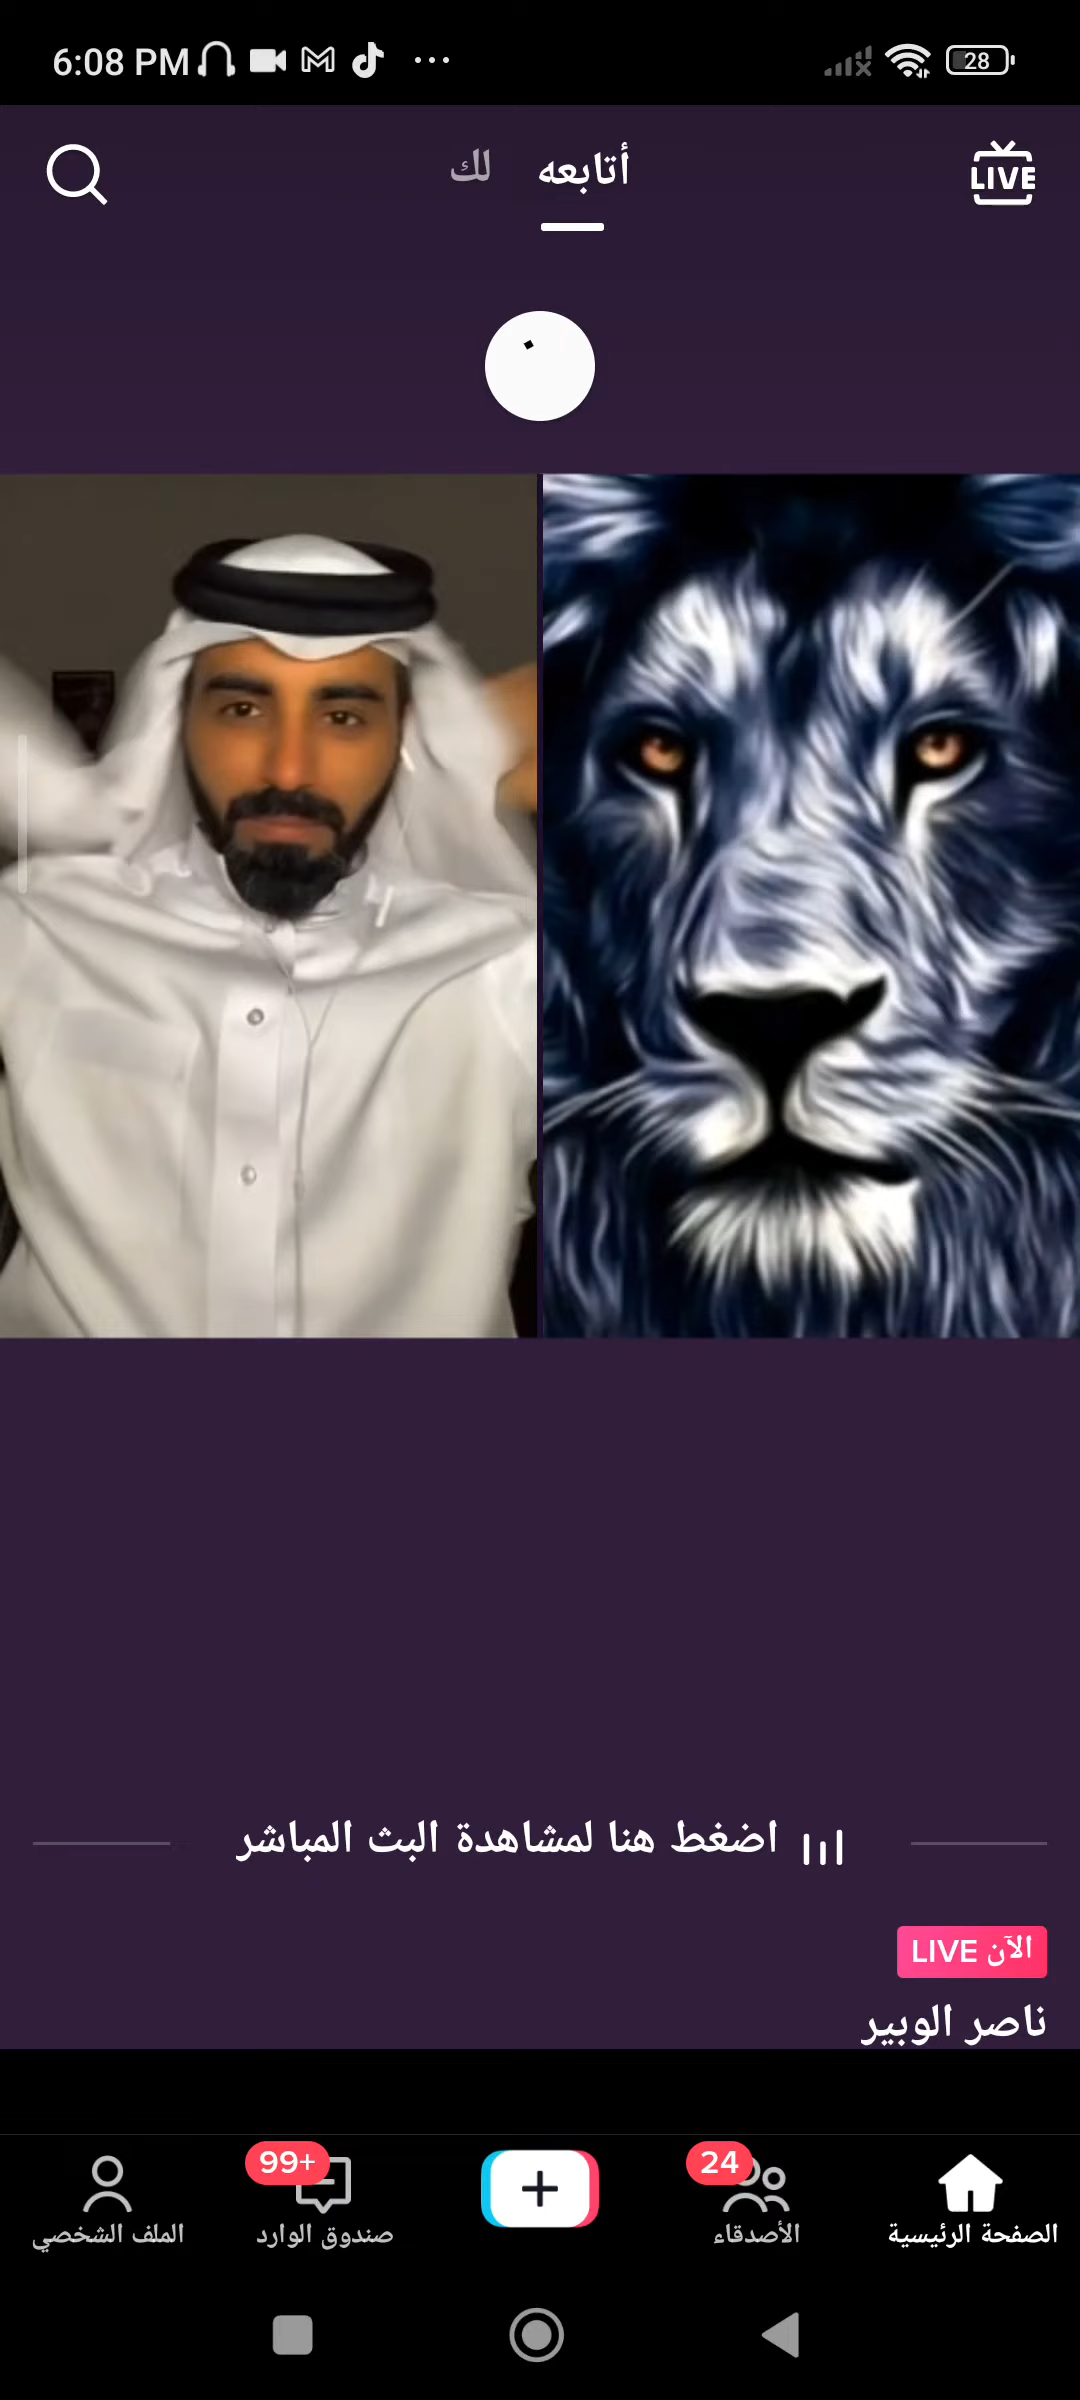 6:08 PM
28
لك
أتابعه
LIVE
اضغط هنا لمشاهدة البث المباشر
LIVE الآن
ناصر الوبير
99+
24
الملف الشخصي
صندوق الوارد
الأصدقاء
الصفحة الرئيسية